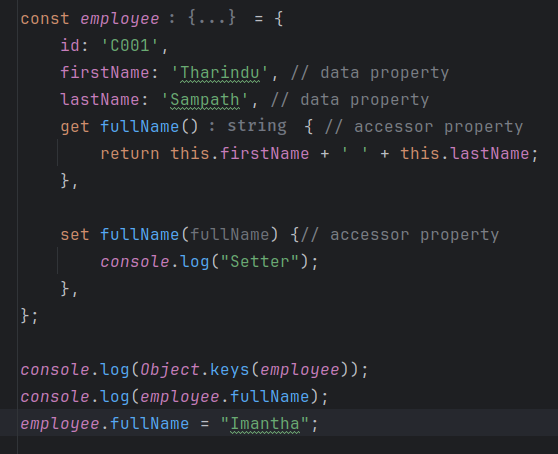 const employee : {...}  = {
    id: 'C001',
    firstName: 'Tharindu', // data property
    lastName: 'Sampath', // data property
    get fullName() : string  { // accessor property
        return this.firstName + ' ' + this.lastName;
    },

    set fullName(fullName) {// accessor property
        console.log("Setter");
    },
};

console.log(Object.keys(employee));
console.log(employee.fullName);
employee.fullName = "Imantha";